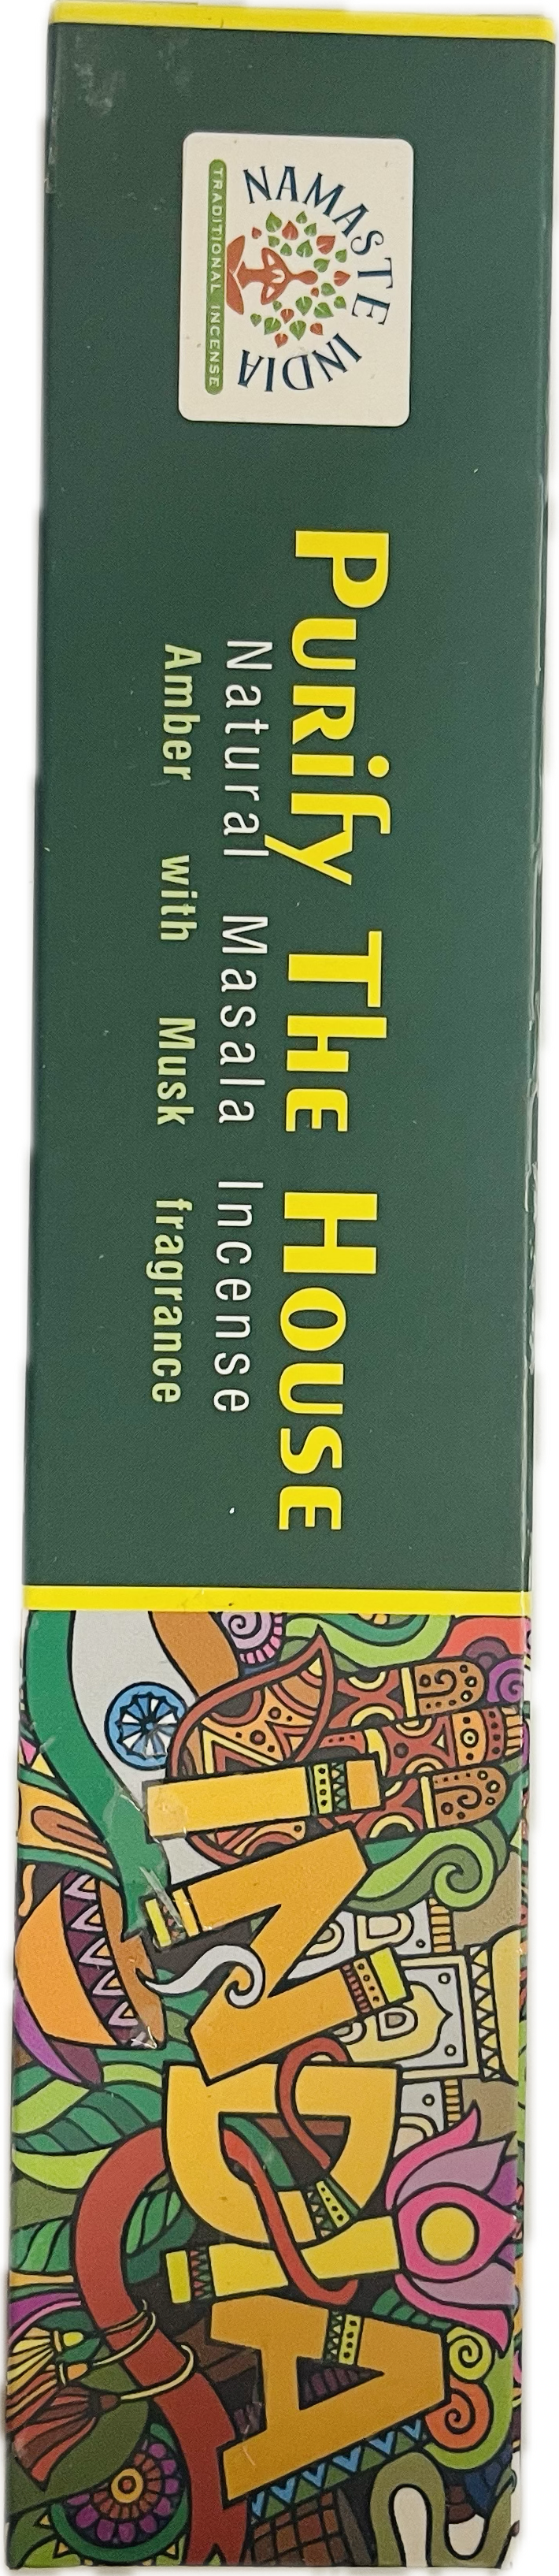 NAMASTE INDIA
TRADITIONAL INCENSE
Purify The House
Natural Masala Incense
Amber with Musk fragrance
INDIA